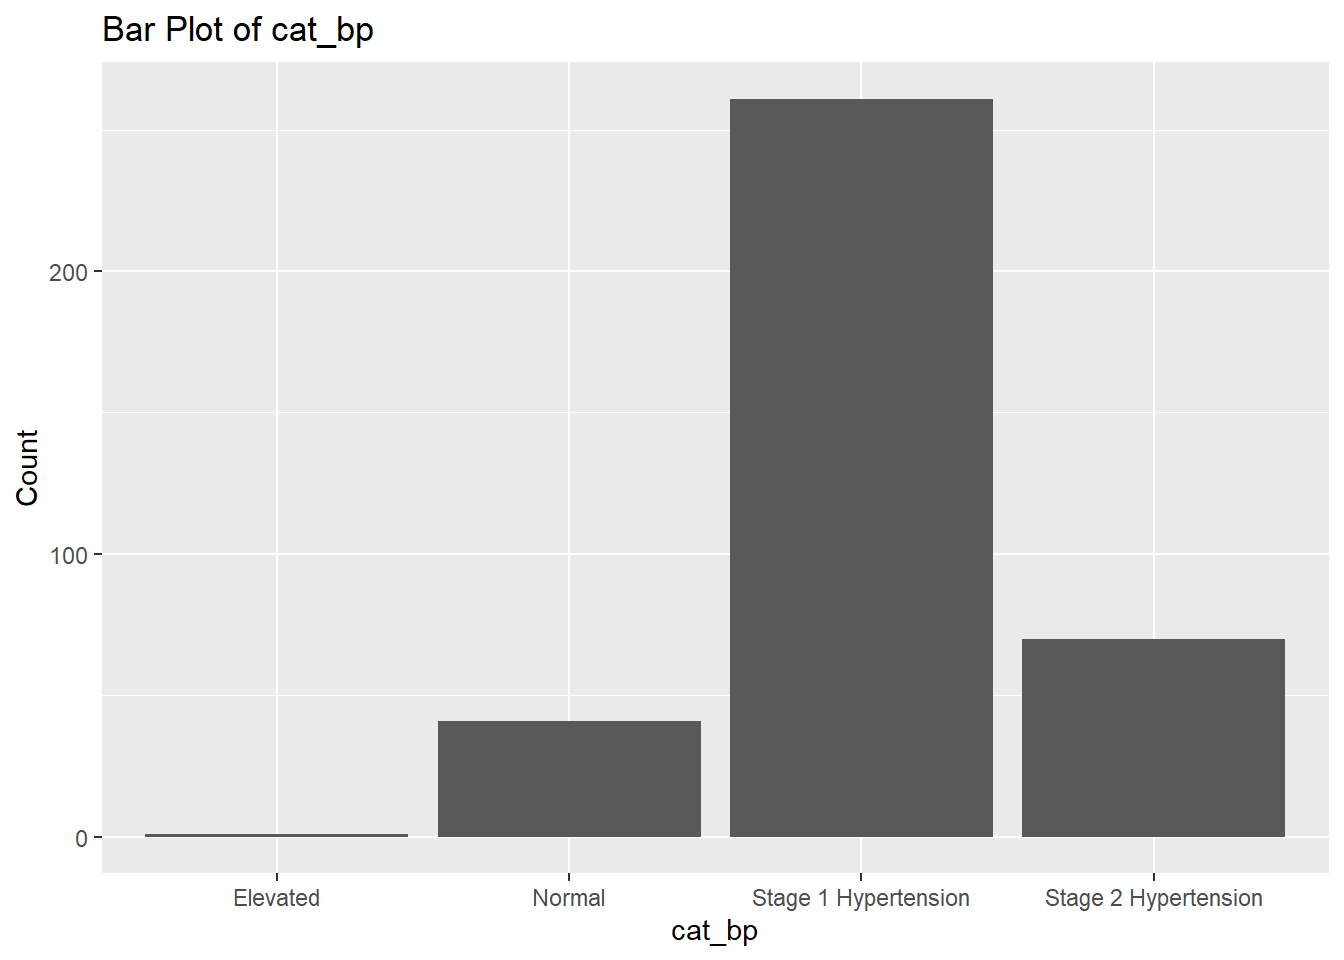 Bar Plot of cat_bp
Count
200
100
0
Elevated
Normal
Stage 1 Hypertension
Stage 2 Hypertension
cat_bp